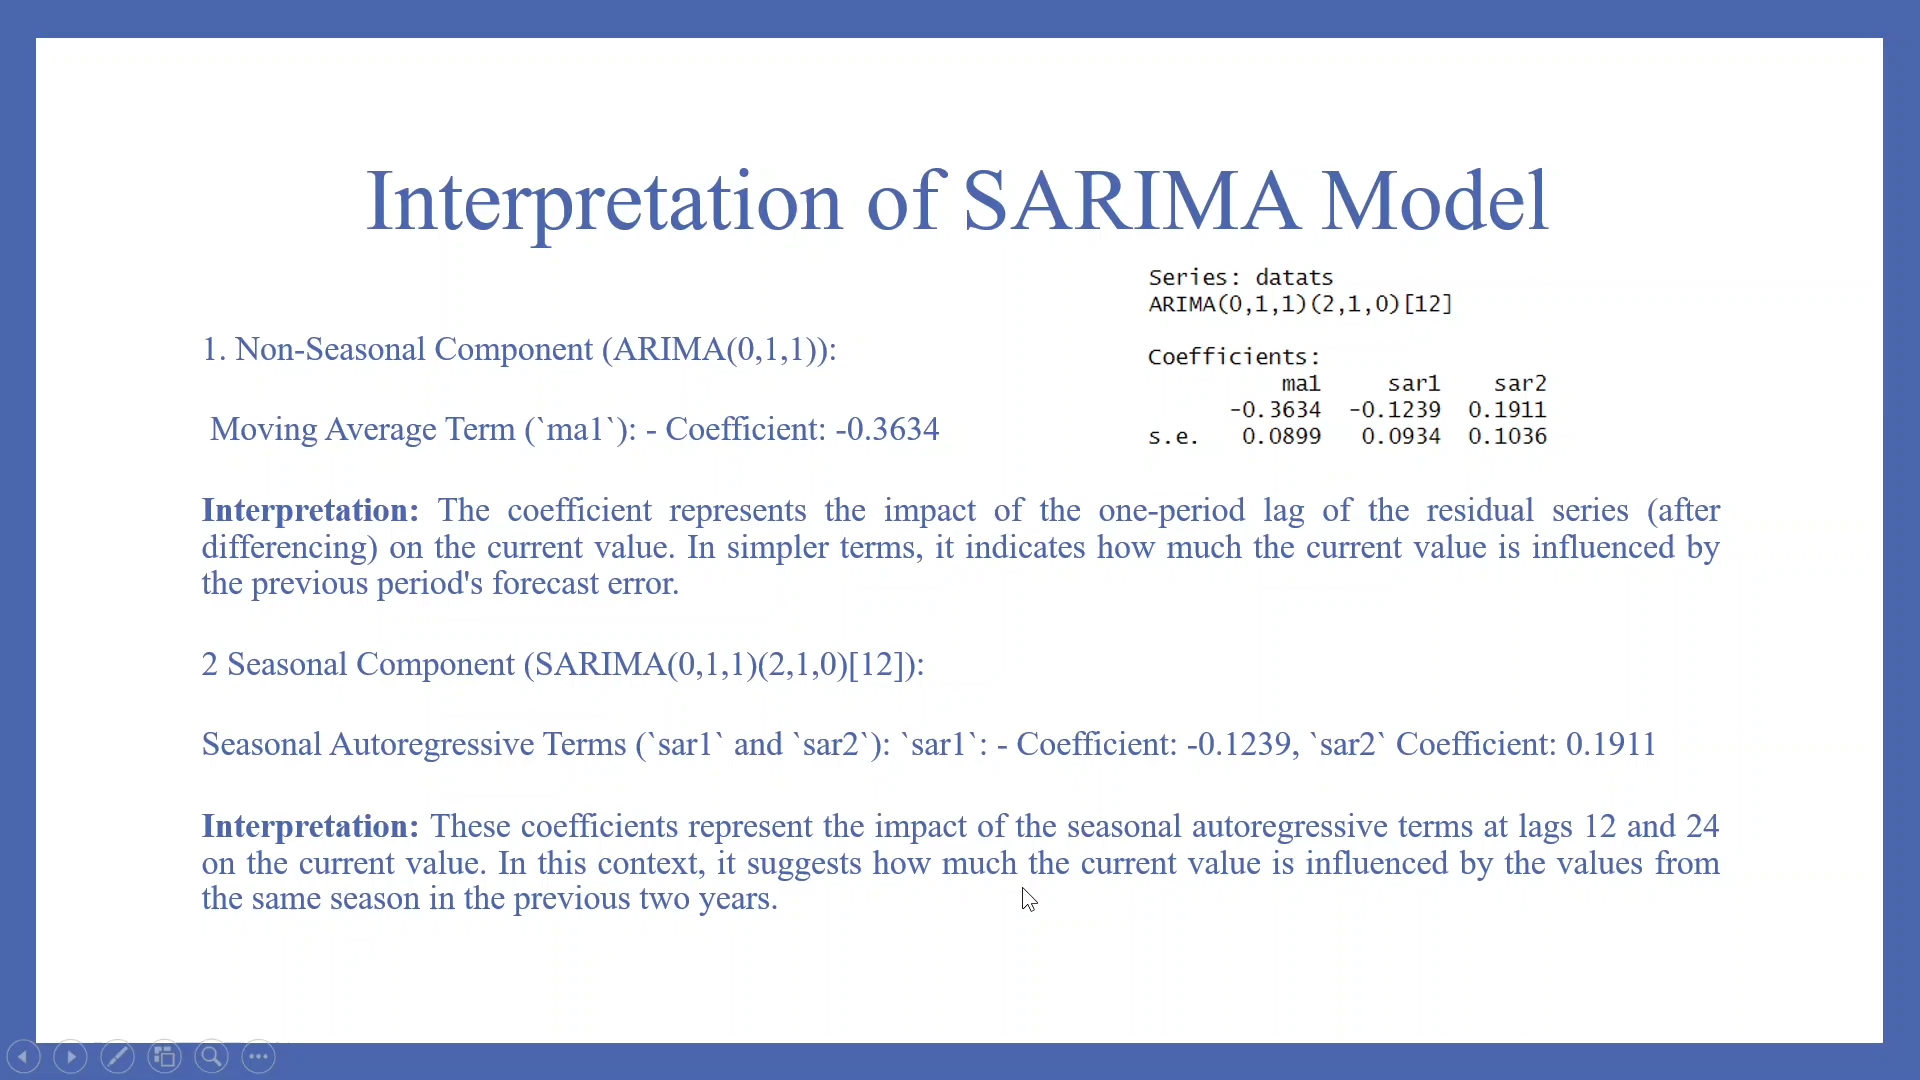 Interpretation of SARIMA Model
Series: datats
ARIMA(0,1,1)(2,1,0)[12]
Coefficients:
ma1 sar1 sar2
-0.3634 -0.1239 0.1911
s.e. 0.0899 0.0934 0.1036
1. Non-Seasonal Component (ARIMA(0,1,1)):
Moving Average Term (`ma1`): - Coefficient: -0.3634
Interpretation: The coefficient represents the impact of the one-period lag of the residual series (after
differencing) on the current value. In simpler terms, it indicates how much the current value is influenced by
the previous period's forecast error.
2 Seasonal Component (SARIMA(0,1,1)(2,1,0)[12]):
Seasonal Autoregressive Terms (`sar1` and `sar2`): `sar1`: - Coefficient: -0.1239, `sar2` Coefficient: 0.1911
Interpretation: These coefficients represent the impact of the seasonal autoregressive terms at lags 12 and 24
on the current value. In this context, it suggests how much the current value is influenced by the values from
the same season in the previous two years.